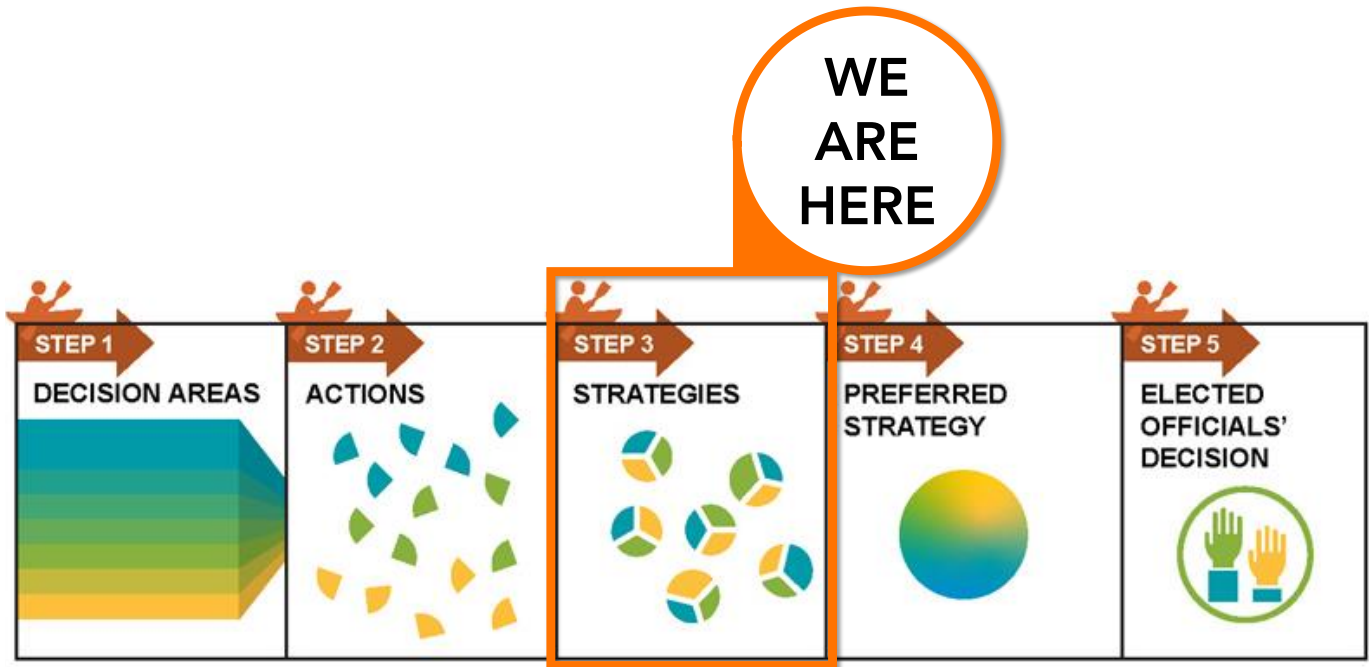 WE
ARE
HERE
STEP 1
DECISION AREAS
STEP 2
ACTIONS
STEP 3
STRATEGIES
STEP 4
PREFERRED
STRATEGY
STEP 5
ELECTED
OFFICIALS’
DECISION